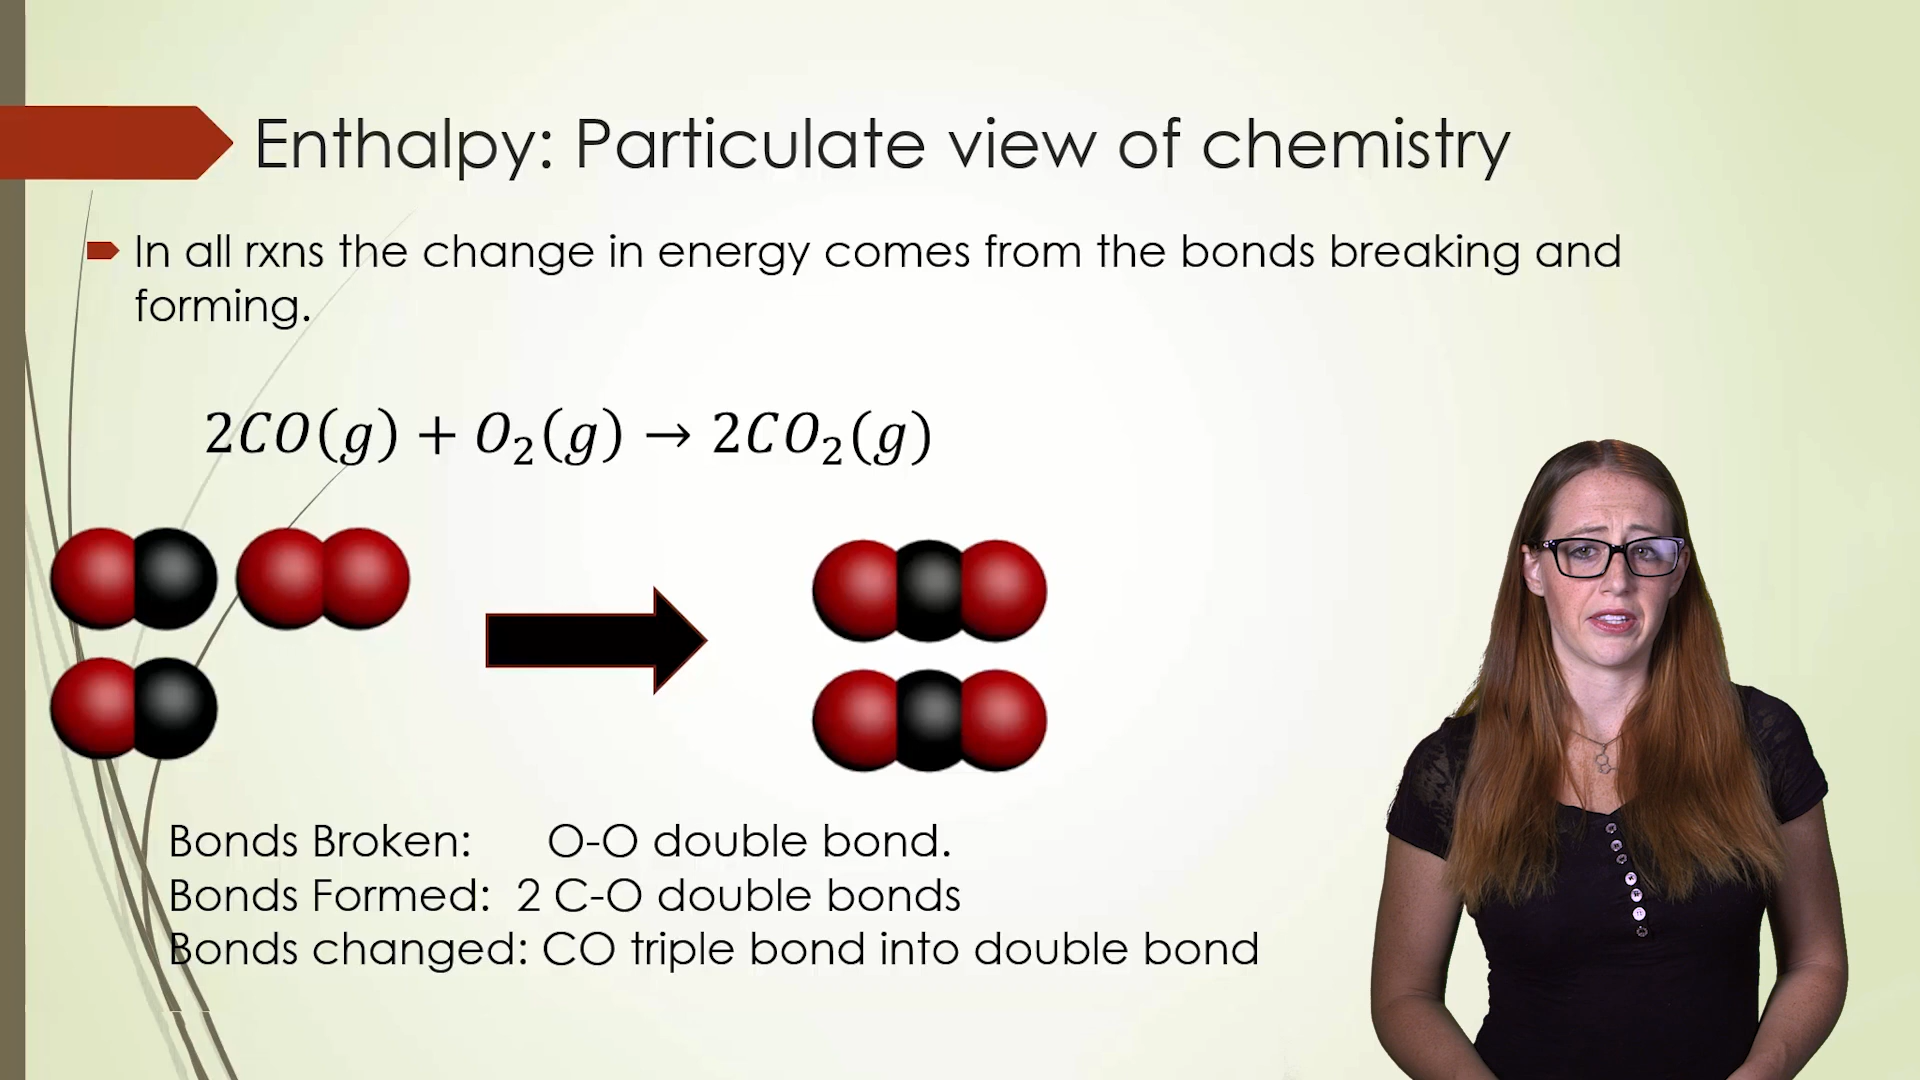 Enthalpy: Particulate view of chemistry
In all rxns the change in energy comes from the bonds breaking and
forming.
2CO(g) + O₂(g) → 2CO₂(g)
Bonds Broken: O-O double bond.
Bonds Formed: 2 C-O double bonds
Bonds changed: CO triple bond into double bond